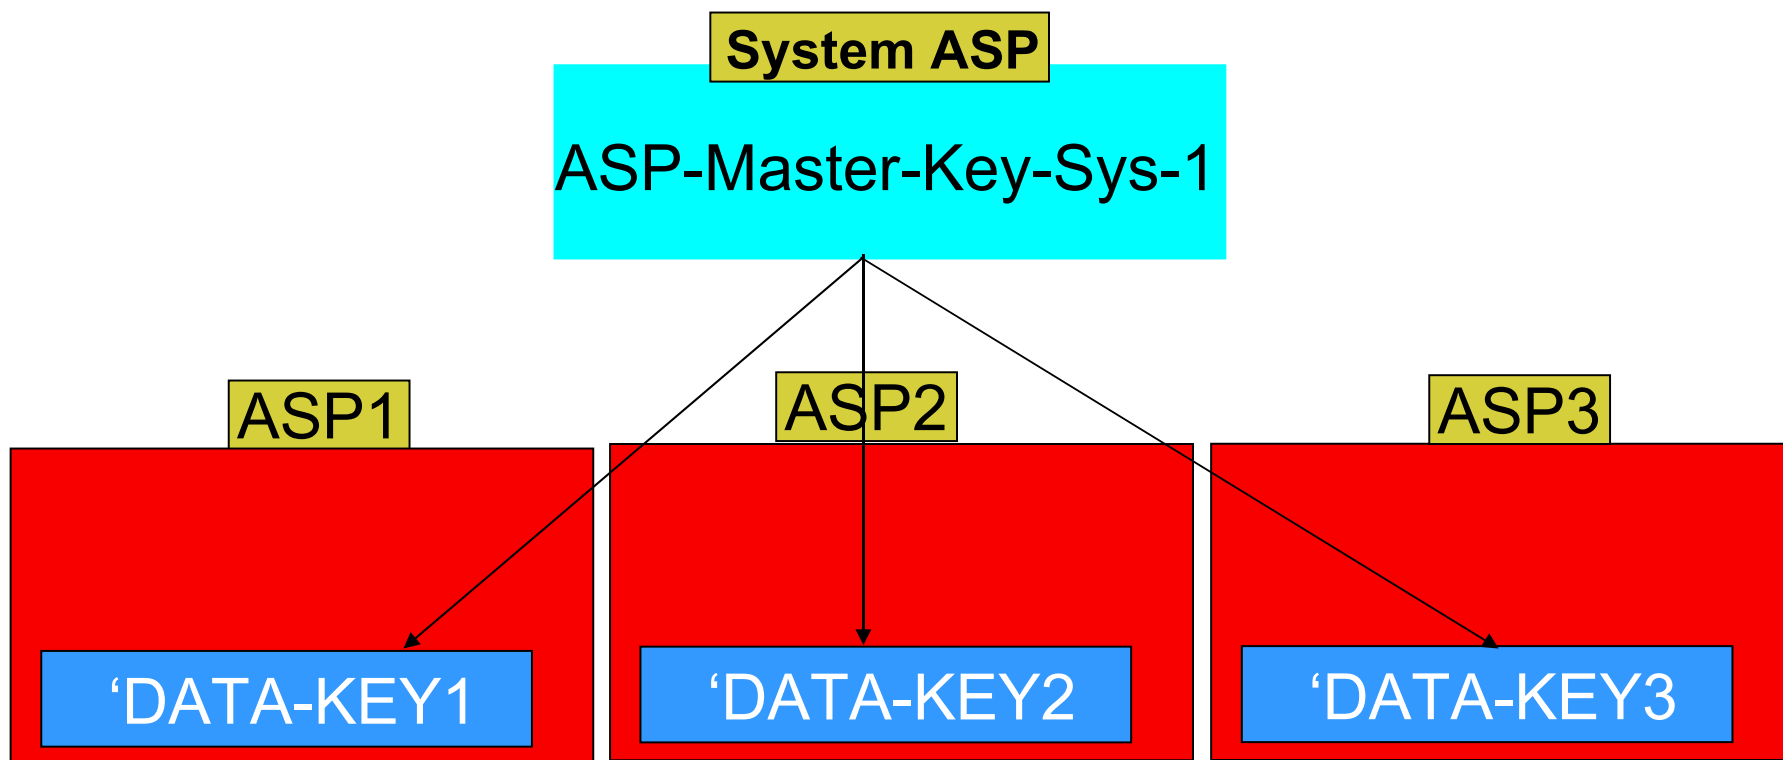 System ASP
ASP-Master-Key-Sys-1
ASP1
ASP2
ASP3
‘DATA-KEY1
‘DATA-KEY2
‘DATA-KEY3